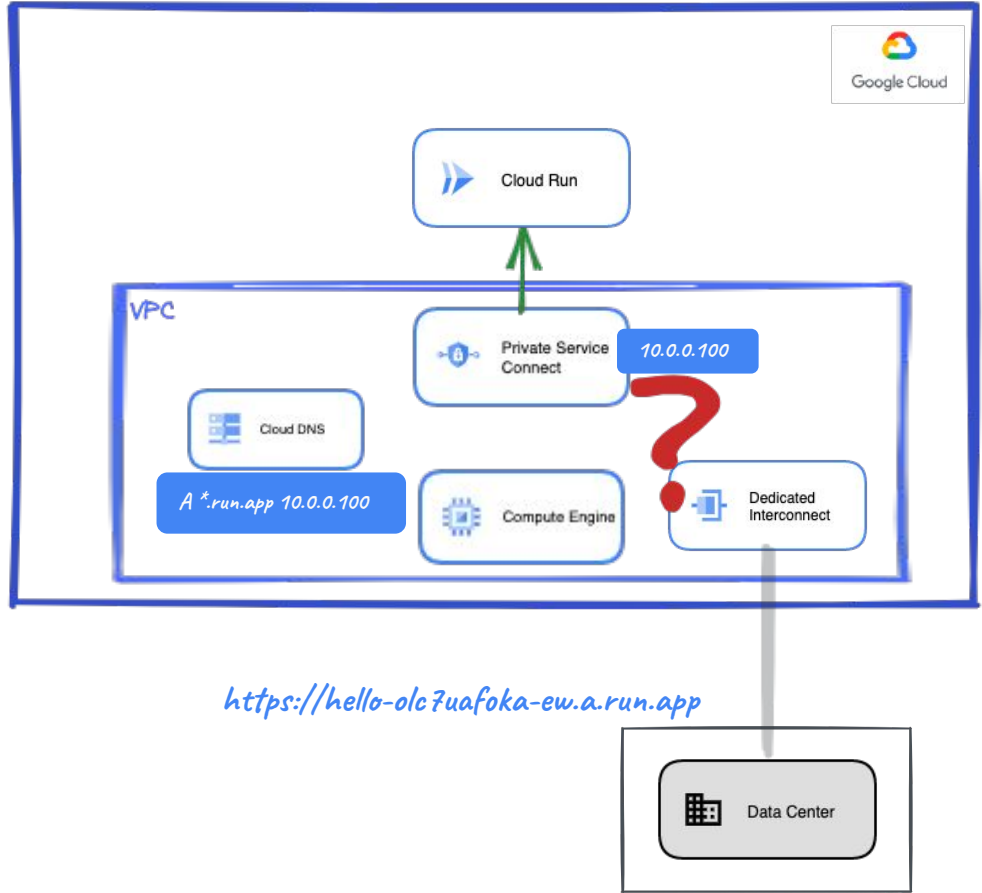 Google Cloud
Cloud Run
VPC
Private Service
Connect
10.0.0.100
Cloud DNS
A *.run.app 10.0.0.100
Compute Engine
Dedicated
Interconnect
?
https://hello-olc7uafoka-ew.a.run.app
Data Center